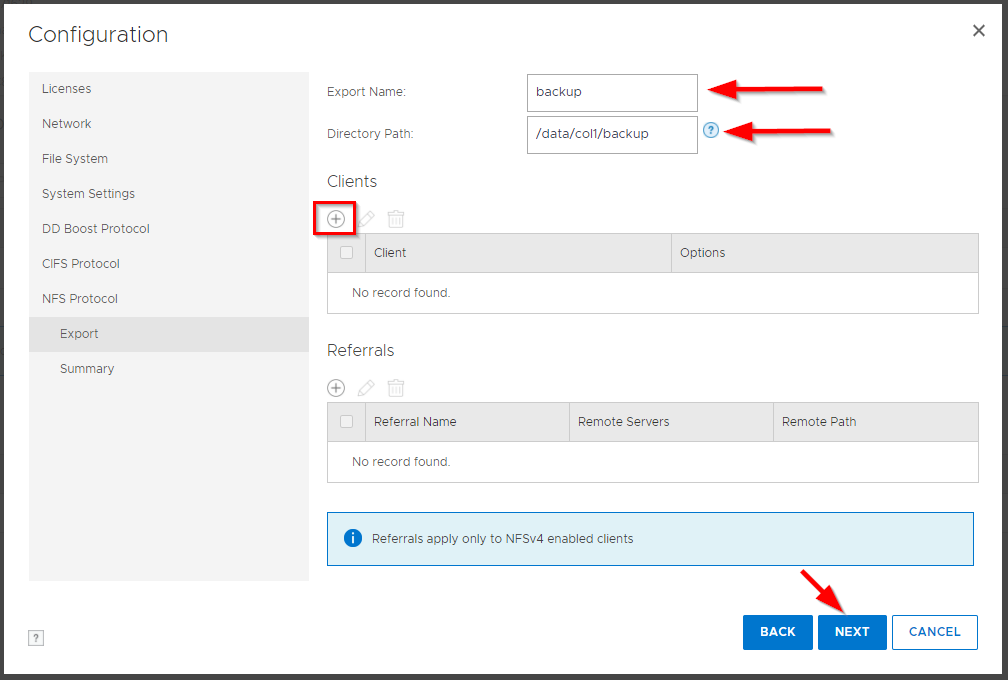 Configuration
Licenses
Network
File System
System Settings
DD Boost Protocol
CIFS Protocol
NFS Protocol
Export
Summary
Export Name: backup
Directory Path: /data/col1/backup ?
Clients
Client Options
No record found.
Referrals
Referral Name Remote Servers Remote Path
No record found.
i Referrals apply only to NFSv4 enabled clients
? BACK NEXT CANCEL